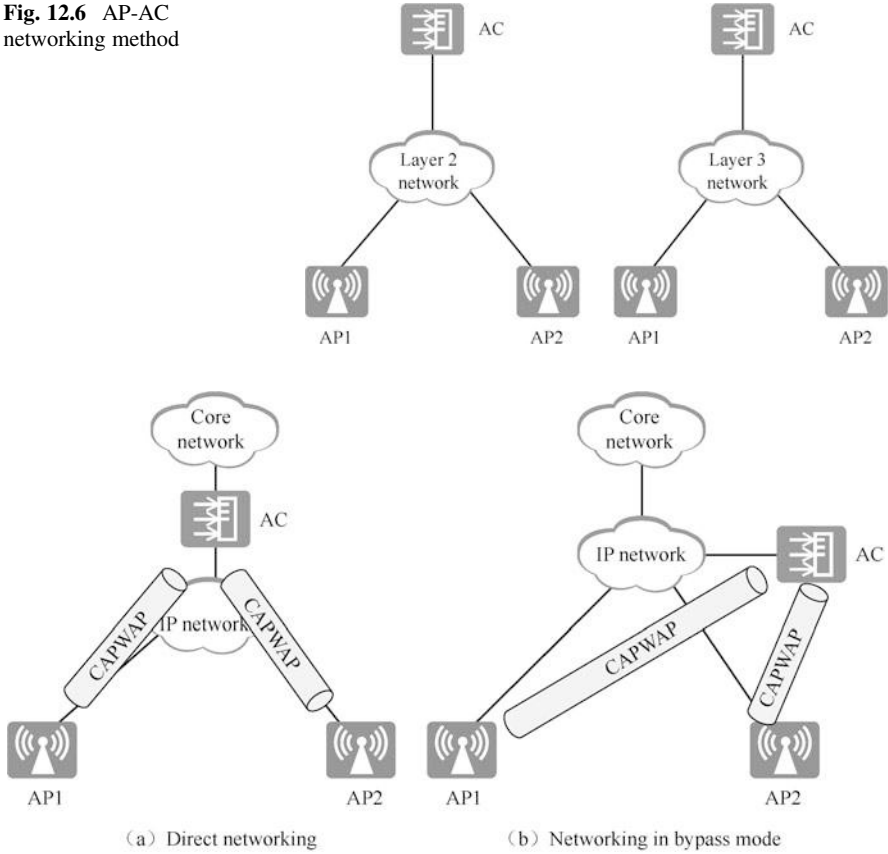 Fig. 12.6 AP-AC
networking method
AC
AC
Layer 2
network
Layer 3
network
AP1
AP2
AP1
AP2
Core
network
AC
CAPWAP
IP network
CAPWAP
AP1
AP2
(a) Direct networking
Core
network
IP network
AC
CAPWAP
CAPWAP
AP1
AP2
(b) Networking in bypass mode